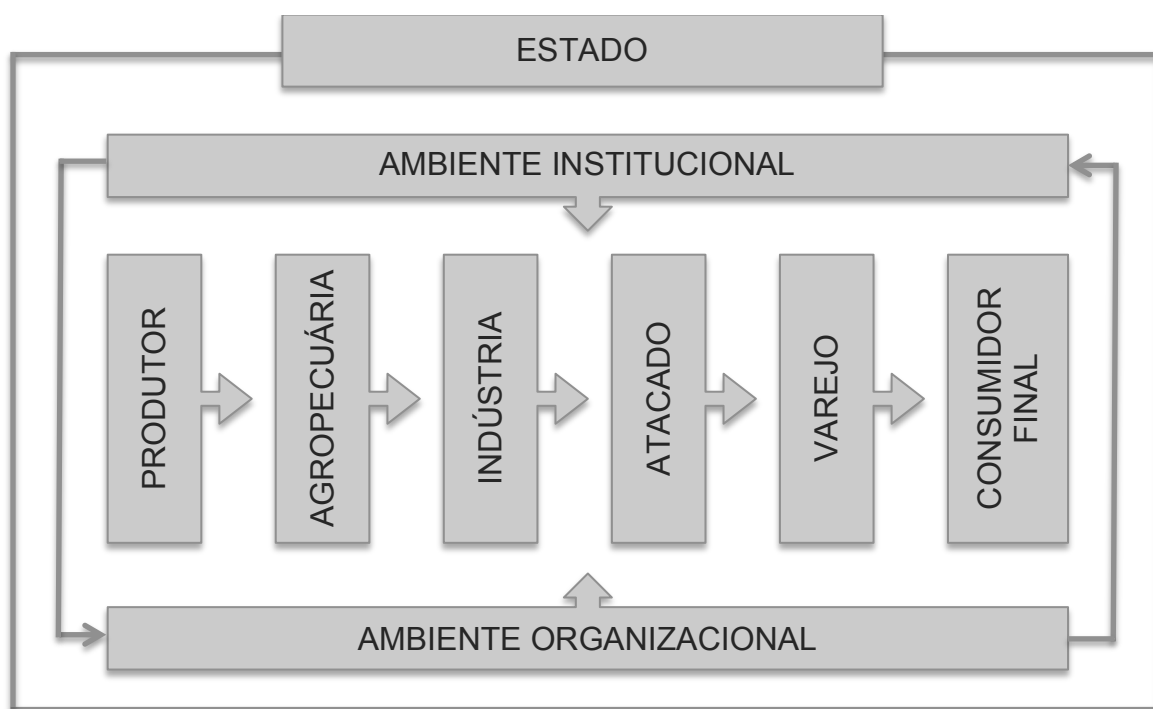 ESTADO
AMBIENTE INSTITUCIONAL
PRODUTOR
AGROPECUÁRIA
INDÚSTRIA
ATACADO
VAREJO
CONSUMIDOR
FINAL
AMBIENTE ORGANIZACIONAL